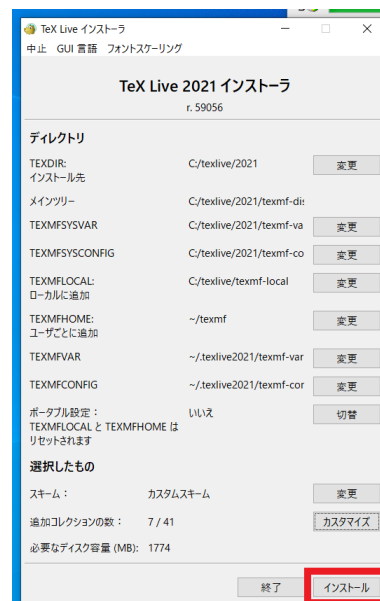 TeX Live インストーラ
中止 GUI 言語 フォントスケーリング
TeX Live 2021 インストーラ
r. 59056
ディレクトリ
TEXDIR: C:/texlive/2021 変更
インストール先
メインツリー C:/texlive/2021/texmf-dis
TEXMFSYSVAR C:/texlive/2021/texmf-va 変更
TEXMFSYSCONFIG C:/texlive/2021/texmf-co 変更
TEXMFLOCAL: C:/texlive/texmf-local 変更
ローカルに追加
TEXMFHOME: ~/texmf 変更
ユーザごとに追加
TEXMFVAR ~/.texlive2021/texmf-var 変更
TEXMFCONFIG ~/.texlive2021/texmf-cor 変更
ポータブル設定: いいえ 切替
TEXMFLOCAL と TEXMFHOME は
リセットされます
選択したもの
スキーム: カスタムスキーム 変更
追加コレクションの数: 7 / 41 カスタマイズ
必要なディスク容量 (MB): 1774
終了 インストール